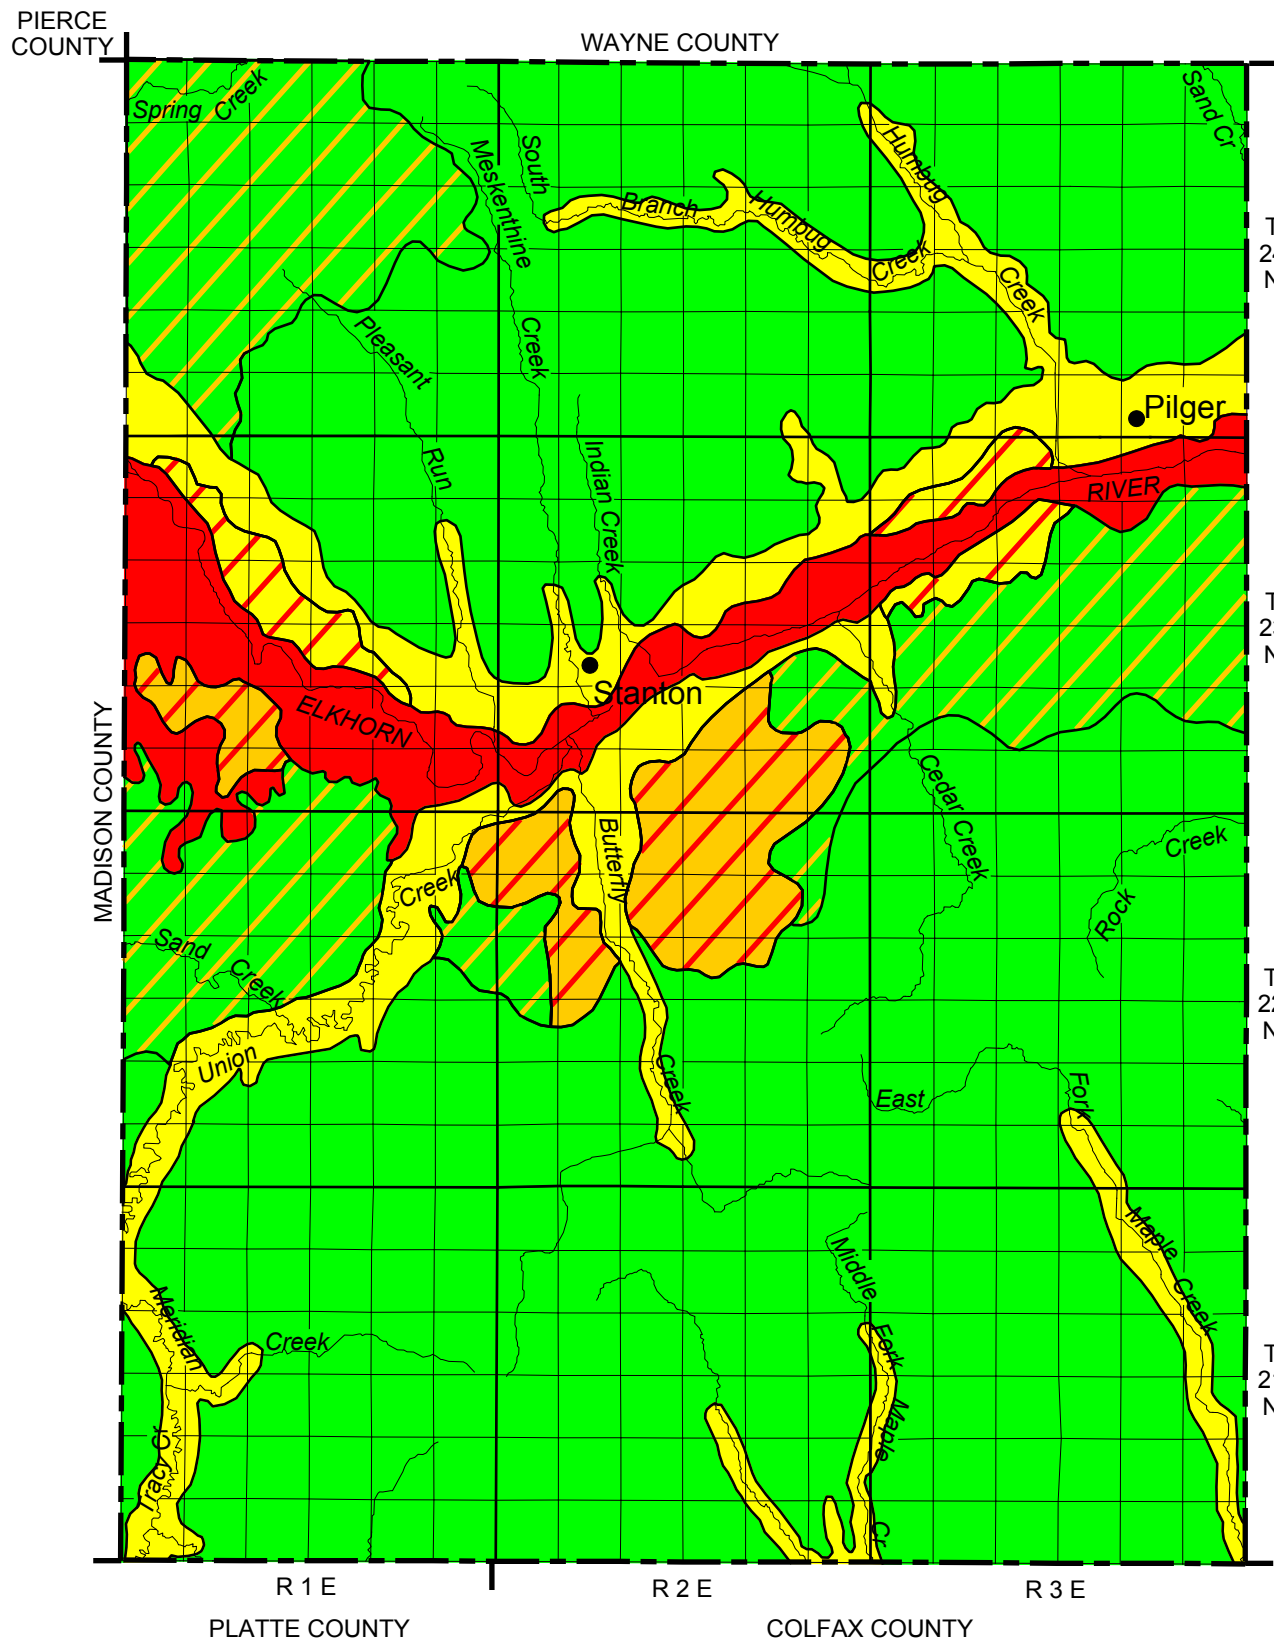 PIERCE
COUNTY
WAYNE COUNTY
Spring Creek
Sand Cr
South
Branch
Humbug
Creek
Humbug
Creek
Meskenthine
Creek
Pleasant
Run
Indian Creek
Pilger
RIVER
Stanton
ELKHORN
MADISON COUNTY
Butterfly
Creek
Cedar Creek
Rock
Creek
Sand
Creek
Union
Creek
East
Fork
Maple
Creek
Middle
Fork
Maple
Cr
Meridian
Creek
Tracy Cr
T
N
T
N
T
N
T
N
R 1 E
R 2 E
R 3 E
PLATTE COUNTY
COLFAX COUNTY